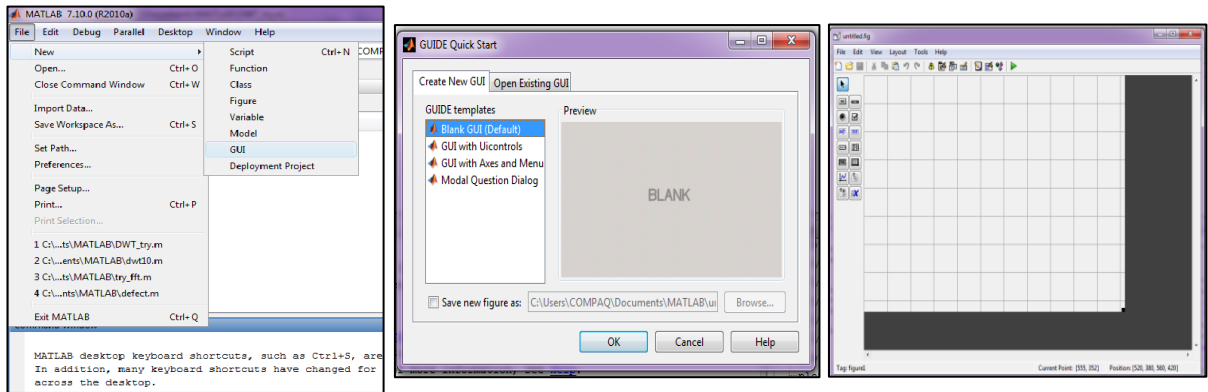 MATLAB 7.10.0 (R2010a)
File Edit Debug Parallel Desktop Window Help
New
Open... Ctrl+O
Close Command Window Ctrl+W
Import Data...
Save Workspace As... Ctrl+S
Set Path...
Preferences...
Page Setup...
Print... Ctrl+P
Print Selection...
1 C:\...ts\MATLAB\DWT_try.m
2 C:\...ents\MATLAB\dwt10.m
3 C:\...ts\MATLAB\try_fft.m
4 C:\...nts\MATLAB\defect.m
Exit MATLAB Ctrl+Q
Script Ctrl+N
Function
Class
Figure
Variable
Model
GUI
Deployment Project
MATLAB desktop keyboard shortcuts, such as Ctrl+S, are
In addition, many keyboard shortcuts have changed for
across the desktop.
GUIDE Quick Start
Create New GUI Open Existing GUI
GUIDE templates
Blank GUI (Default)
GUI with Uicontrols
GUI with Axes and Menu
Modal Question Dialog
Preview
BLANK
Save new figure as: C:\Users\COMPAQ\Documents\MATLAB\ui Browse...
OK Cancel Help
untitled.fig
File Edit View Layout Tools Help
Tag: figure1 Current Point: [555, 352] Position: [520, 380, 560, 420]